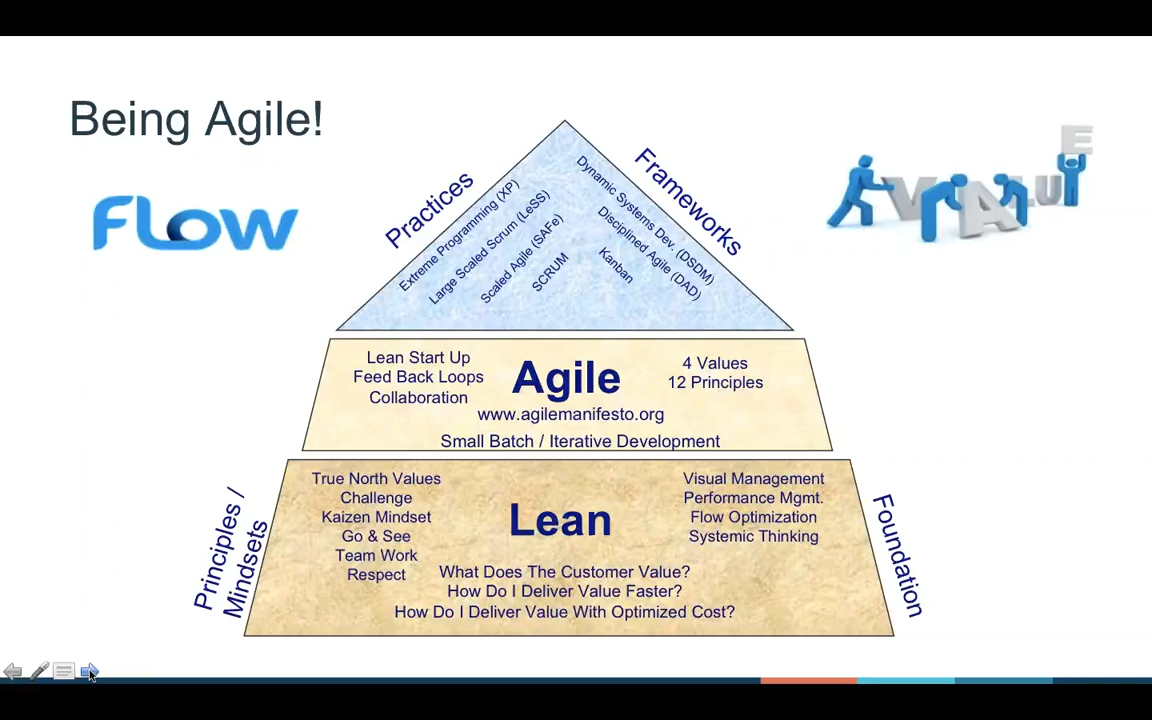 Being Agile!
FLOW
VALUE
Practices
Frameworks
Extreme Programming (XP)
Large Scaled Scrum (LeSS)
Scaled Agile (SAFe)
SCRUM
Dynamic Systems Dev. (DSDM)
Disciplined Agile (DAD)
Kanban
Lean Start Up
Feed Back Loops
Collaboration
Agile
4 Values
12 Principles
www.agilemanifesto.org
Small Batch / Iterative Development
Principles /
Mindsets
True North Values
Challenge
Kaizen Mindset
Go & See
Team Work
Respect
Lean
Visual Management
Performance Mgmt.
Flow Optimization
Systemic Thinking
What Does The Customer Value?
How Do I Deliver Value Faster?
How Do I Deliver Value With Optimized Cost?
Foundation